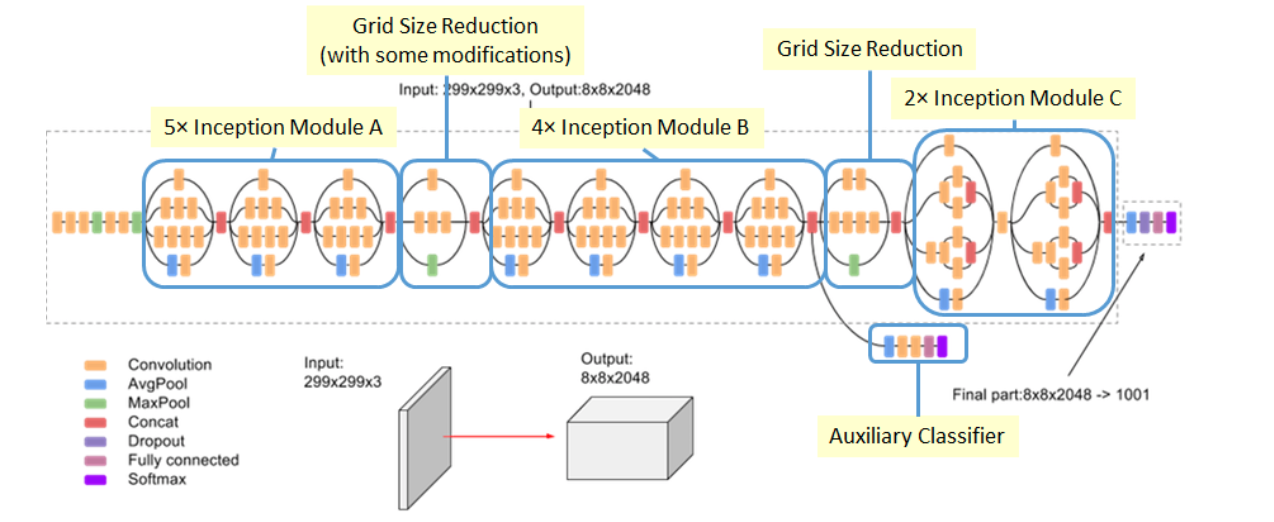 Grid Size Reduction
(with some modifications)
Grid Size Reduction
Input: 299x299x3, Output:8x8x2048
2× Inception Module C
5× Inception Module A
4× Inception Module B
Convolution
AvgPool
MaxPool
Concat
Dropout
Fully connected
Softmax
Input:
299x299x3
Output:
8x8x2048
Final part:8x8x2048 -> 1001
Auxiliary Classifier